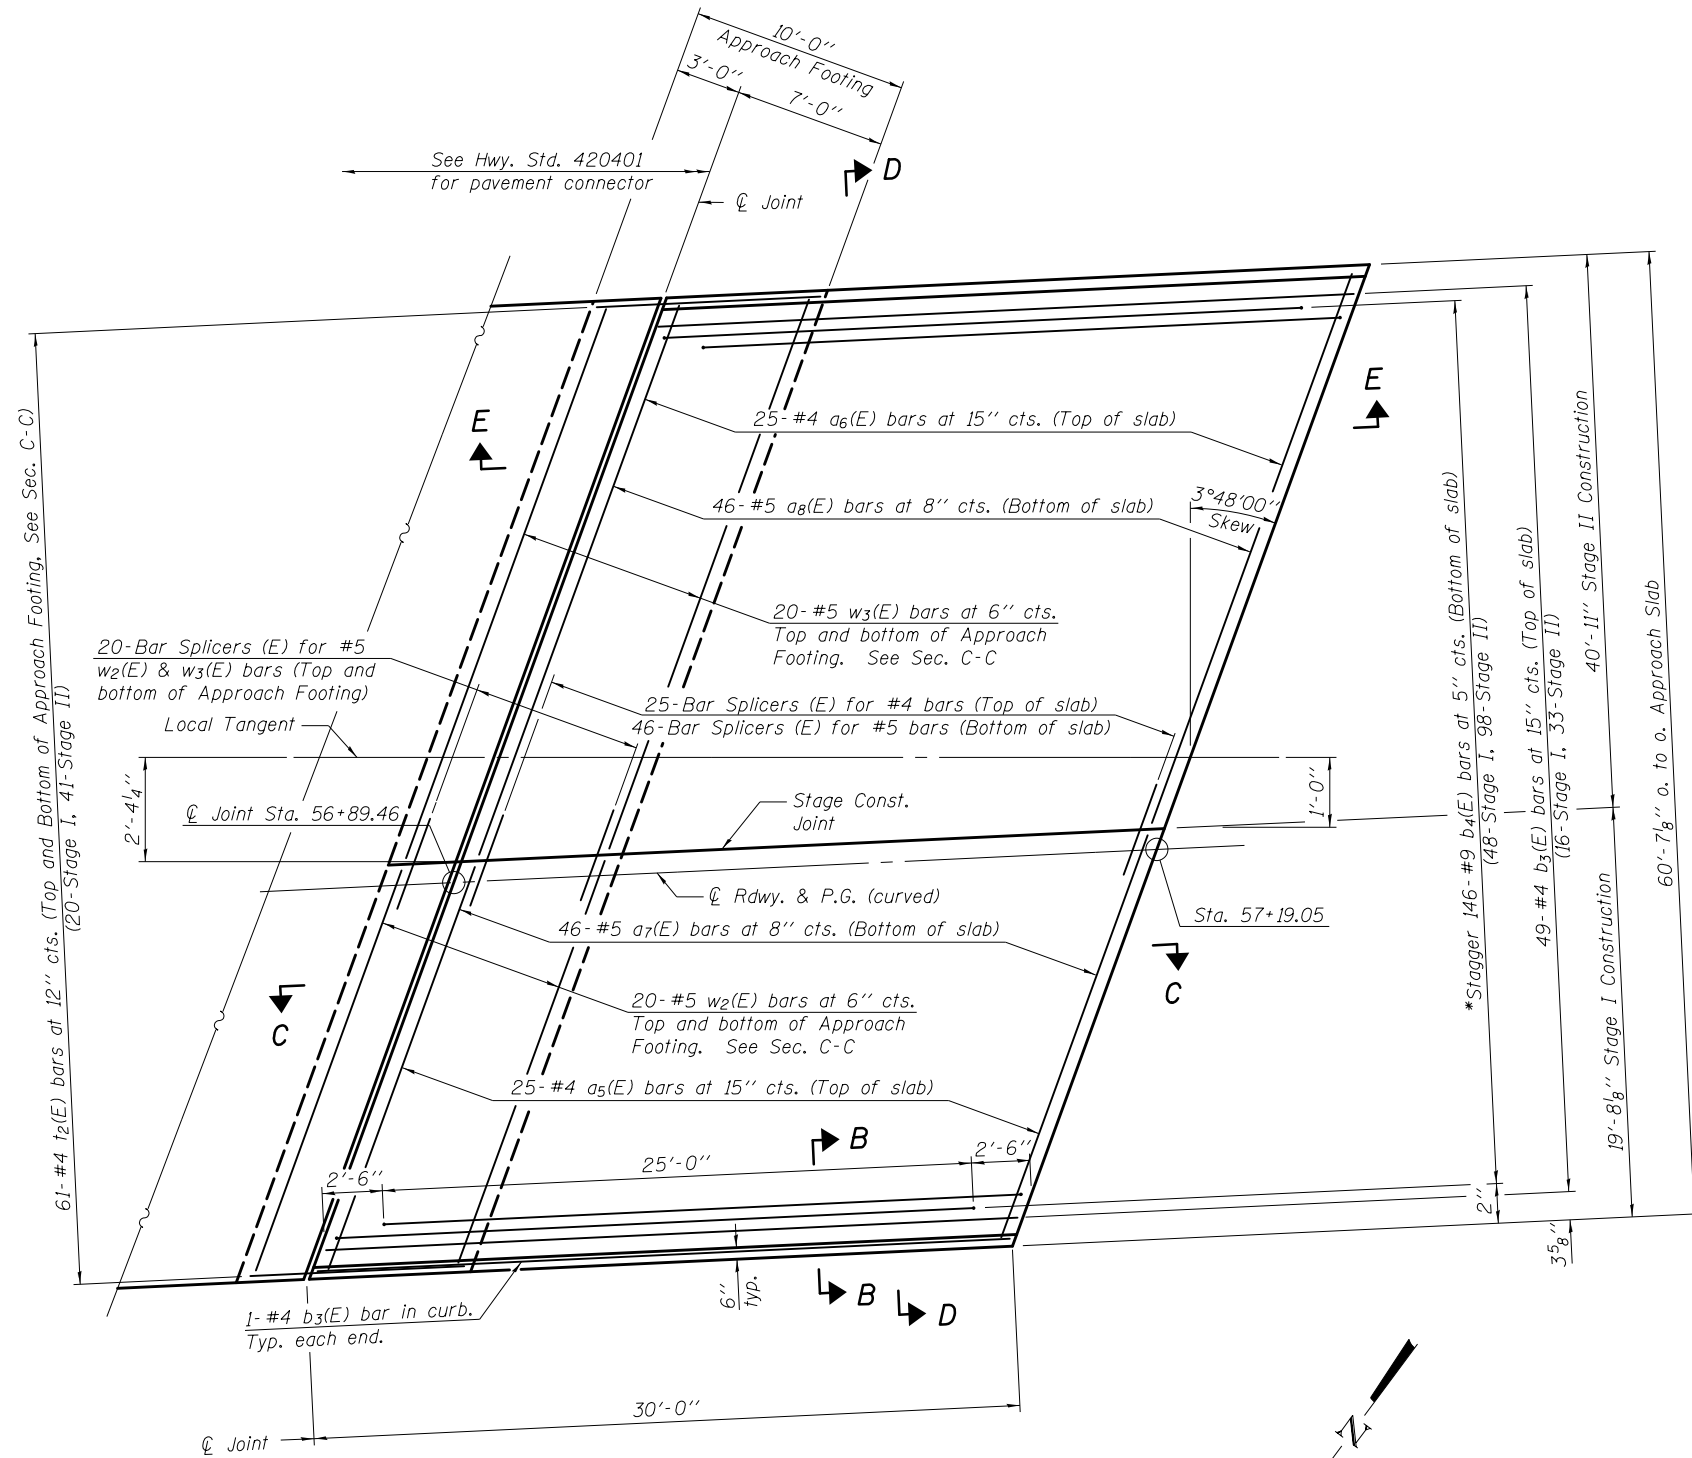 10'-0"
Approach Footing
3'-0"
7'-0"
See Hwy. Std. 420401
for pavement connector
D
℄ Joint
E
E
25-#4 a6(E) bars at 15" cts. (Top of slab)
46-#5 a8(E) bars at 8" cts. (Bottom of slab)
3°48'00"
Skew
20-#5 w3(E) bars at 6" cts.
Top and bottom of Approach
Footing. See Sec. C-C
20-Bar Splicers (E) for #5
w2(E) & w3(E) bars (Top and
bottom of Approach Footing)
25-Bar Splicers (E) for #4 bars (Top of slab)
46-Bar Splicers (E) for #5 bars (Bottom of slab)
Local Tangent
2'-4 1/4"
1'-0"
℄ Joint Sta. 56+89.46
Stage Const.
Joint
℄ Rdwy. & P.G. (curved)
Sta. 57+19.05
46-#5 a7(E) bars at 8" cts. (Bottom of slab)
C
C
20-#5 w2(E) bars at 6" cts.
Top and bottom of Approach
Footing. See Sec. C-C
25-#4 a5(E) bars at 15" cts. (Top of slab)
B
2'-6"
25'-0"
2'-6"
6"
typ.
B
D
1-#4 b3(E) bar in curb.
Typ. each end.
30'-0"
℄ Joint
61-#4 t2(E) bars at 12" cts. (Top and Bottom of Approach Footing, See Sec. C-C)
(20-Stage I, 41-Stage II)
*Stagger 146-#9 b4(E) bars at 5" cts. (Bottom of slab)
(48-Stage I, 98-Stage II)
49-#4 b3(E) bars at 15" cts. (Top of slab)
(16-Stage I, 33-Stage II)
40'-11" Stage II Construction
19'-8 1/8" Stage I Construction
60'-7 1/8" o. to o. Approach Slab
2"
3 5/8"
N